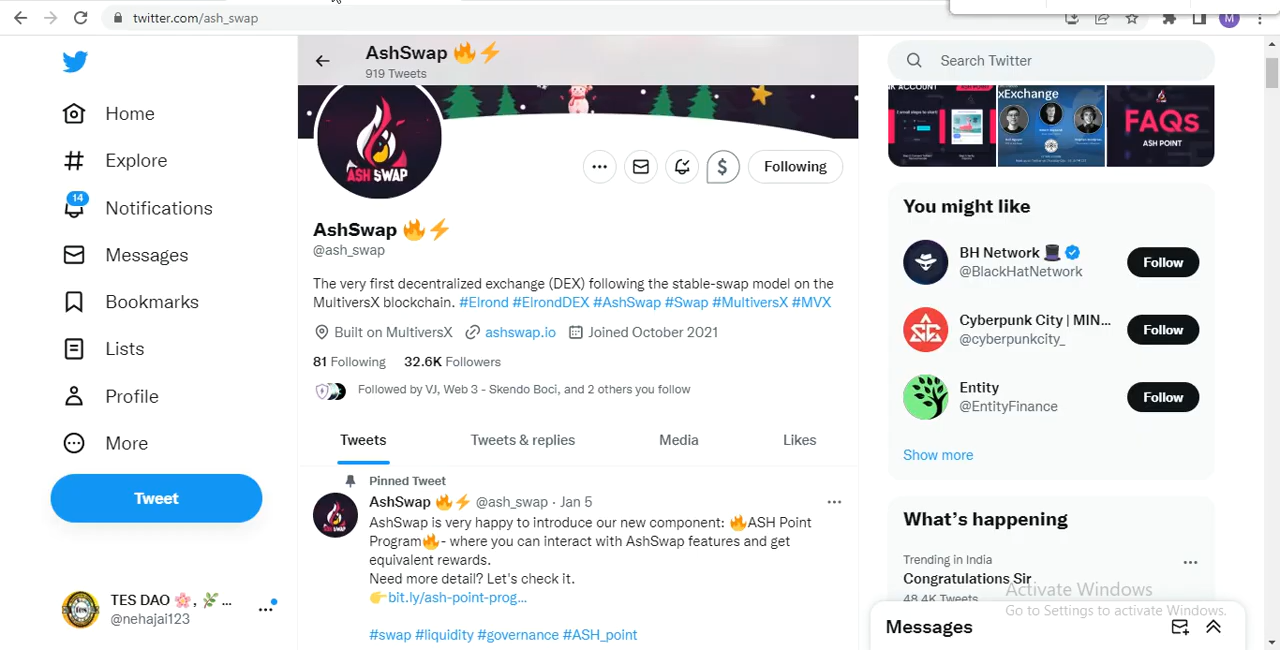 twitter.com/ash_swap
M
AshSwap 🔥⚡
919 Tweets
Search Twitter
Home
Explore
14
Notifications
Messages
Bookmarks
Lists
Profile
More
Tweet
TES DAO 🌸, 🌿 ...
@nehajai123
ASH SWAP
$
Following
AshSwap 🔥⚡
@ash_swap
The very first decentralized exchange (DEX) following the stable-swap model on the
MultiversX blockchain. #Elrond #ElrondDEX #AshSwap #Swap #MultiversX #MVX
Built on MultiversX ashswap.io Joined October 2021
81 Following 32.6K Followers
Followed by VJ, Web 3 - Skendo Boci, and 2 others you follow
Tweets Tweets & replies Media Likes
Pinned Tweet
AshSwap 🔥⚡ @ash_swap · Jan 5
AshSwap is very happy to introduce our new component: 🔥ASH Point
Program🔥- where you can interact with AshSwap features and get
equivalent rewards.
Need more detail? Let's check it.
👉bit.ly/ash-point-prog...
#swap #liquidity #governance #ASH_point
ACCOUNT
xExchange
FAQs
ASH POINT
You might like
BH Network 🎩
@BlackHatNetwork
Follow
Cyberpunk City | MIN...
@cyberpunkcity_
Follow
Entity
@EntityFinance
Follow
Show more
What's happening
Trending in India
Congratulations Sir
48.4K Tweets
Activate Windows
Go to Settings to activate Windows.
Messages